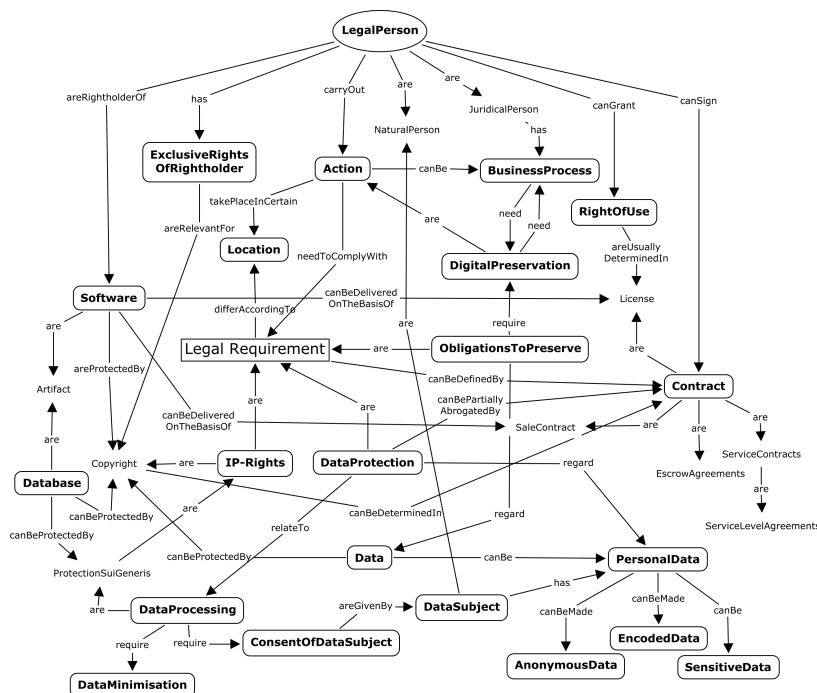 LegalPerson
areRightholderOf
has
carryOut
are
are
JuridicalPerson
canGrant
canSign
NaturalPerson
has
ExclusiveRights
OfRightholder
Action
canBe
BusinessProcess
takePlaceInCertain
need
need
RightOfUse
areRelevantFor
are
Location
needToComplyWith
DigitalPreservation
areUsually
DeterminedIn
Software
canBeDelivered
OnTheBasisOf
License
differAccordingTo
require
are
are
Legal Requirement
are
ObligationsToPreserve
are
areProtectedBy
canBeDefinedBy
Contract
Artifact
canBePartially
AbrogatedBy
are
are
canBeDelivered
OnTheBasisOf
are
SaleContract
are
are
are
ServiceContracts
Copyright
are
IP-Rights
DataProtection
regard
EscrowAgreements
Database
are
are
canBeProtectedBy
canBeDeterminedIn
regard
ServiceLevelAgreements
canBeProtectedBy
relateTo
canBeProtectedBy
Data
canBe
PersonalData
ProtectionSuiGeneris
has
are
DataProcessing
areGivenBy
DataSubject
canBeMade
canBeMade
canBe
require
require
ConsentOfDataSubject
EncodedData
DataMinimisation
AnonymousData
SensitiveData